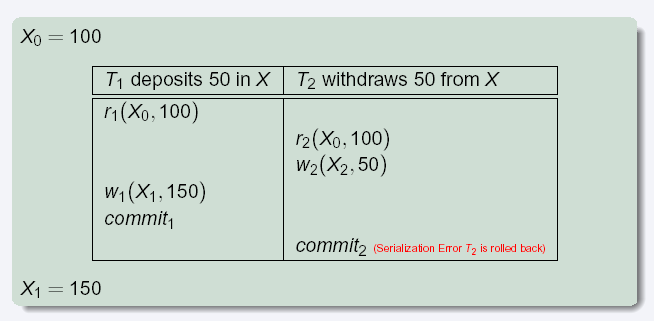 X₀ = 100
T₁ deposits 50 in X T₂ withdraws 50 from X
r₁(X₀, 100)
r₂(X₀, 100)
w₂(X₂, 50)
w₁(X₁, 150)
commit₁
commit₂ (Serialization Error T₂ is rolled back)
X₁ = 150